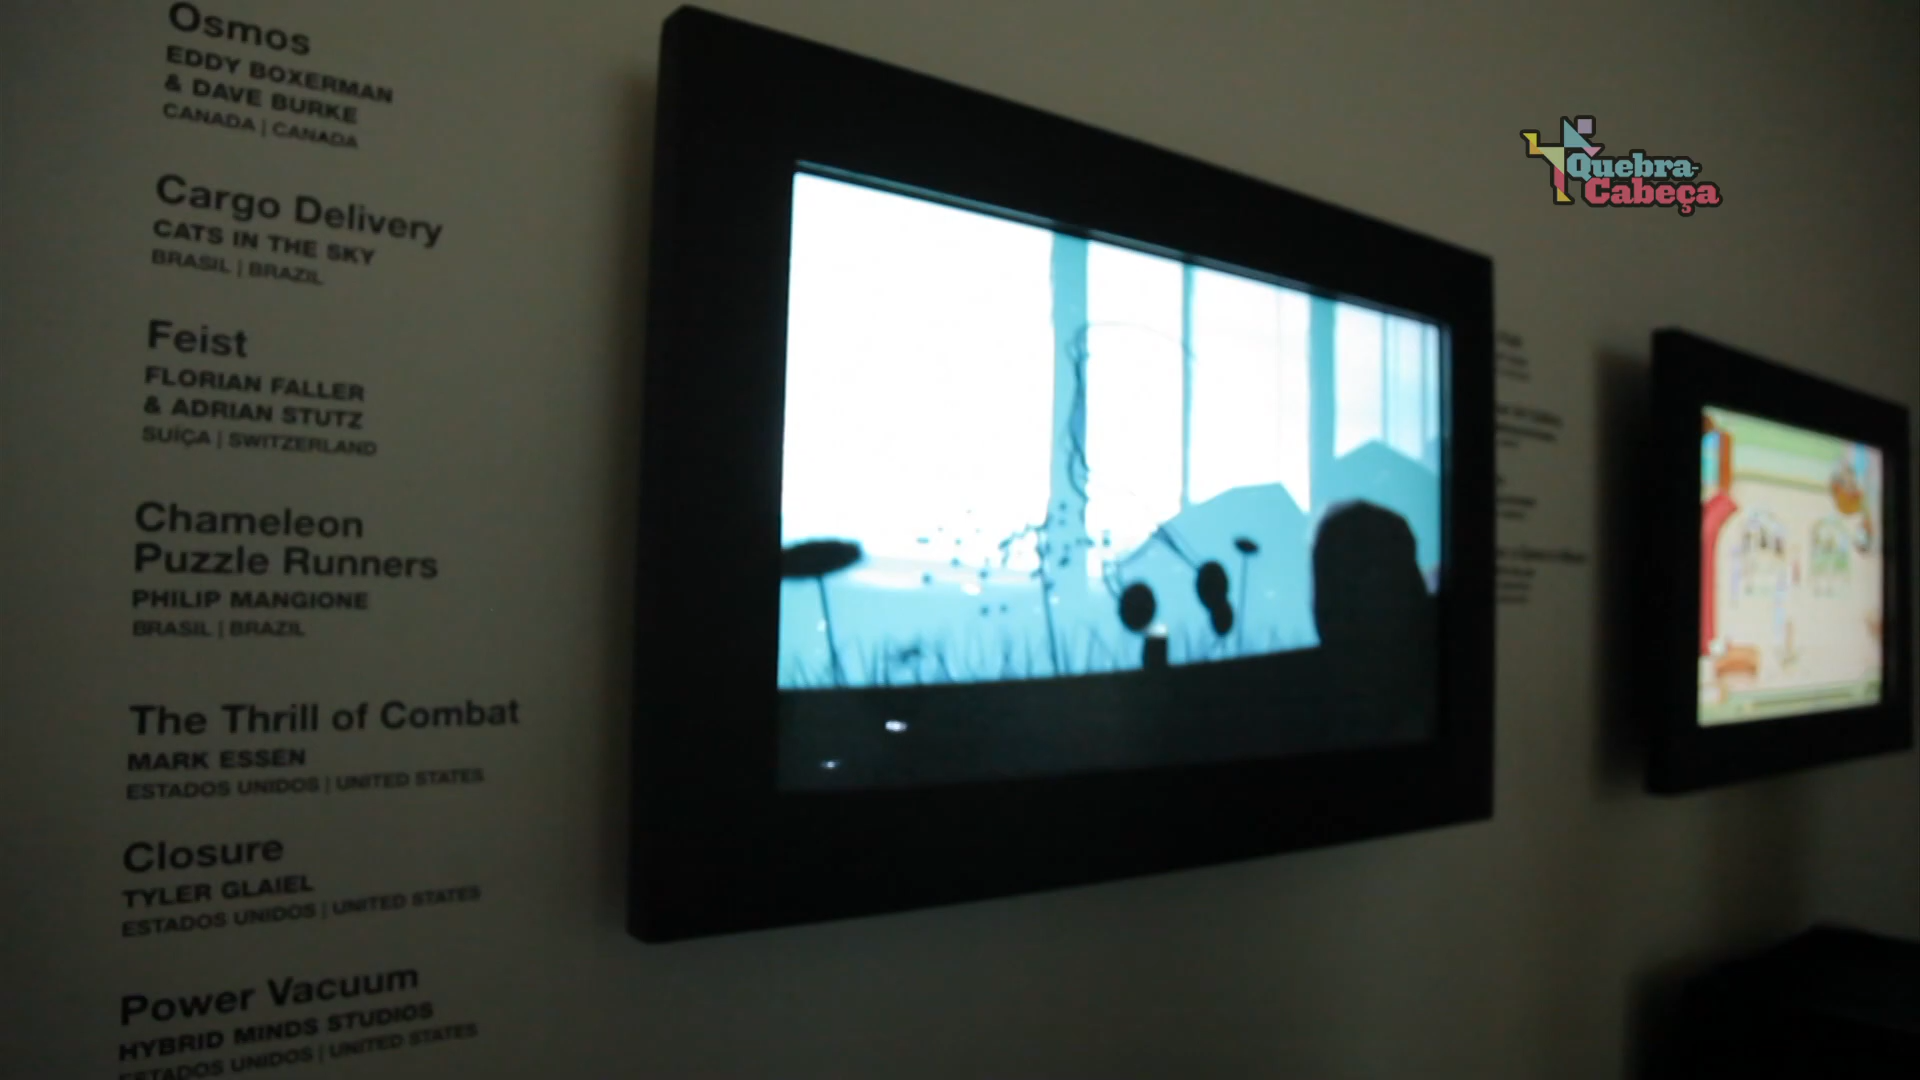 Osmos
EDDY BOXERMAN
& DAVE BURKE
CANADA | CANADA
Cargo Delivery
CATS IN THE SKY
BRASIL | BRAZIL
Feist
FLORIAN FALLER
& ADRIAN STUTZ
SUÍÇA | SWITZERLAND
Chameleon
Puzzle Runners
PHILIP MANGIONE
BRASIL | BRAZIL
The Thrill of Combat
MARK ESSEN
ESTADOS UNIDOS | UNITED STATES
Closure
TYLER GLAIEL
ESTADOS UNIDOS | UNITED STATES
Power Vacuum
HYBRID MINDS STUDIOS
ESTADOS UNIDOS | UNITED STATES
Quebra-
Cabeça